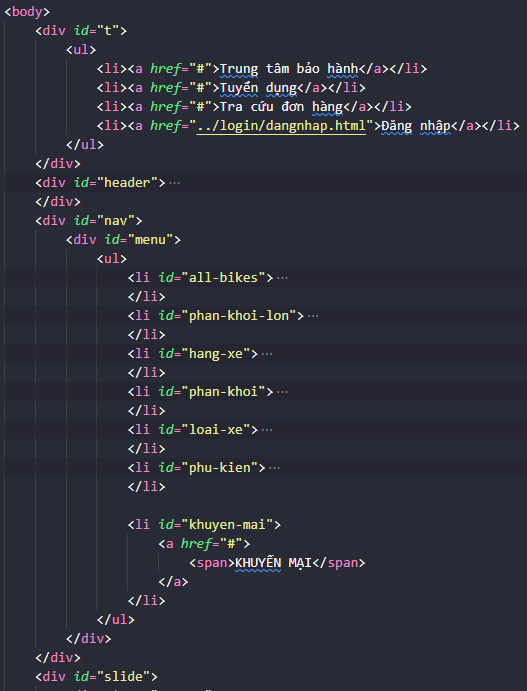 <body>
<div id="t">
<ul>
<li><a href="#">Trung tâm bảo hành</a></li>
<li><a href="#">Tuyển dụng</a></li>
<li><a href="#">Tra cứu đơn hàng</a></li>
<li><a href="../login/dangnhap.html">Đăng nhập</a></li>
</ul>
</div>
<div id="header"> ...
</div>
<div id="nav">
<div id="menu">
<ul>
<li id="all-bikes"> ...
</li>
<li id="phan-khoi-lon"> ...
</li>
<li id="hang-xe"> ...
</li>
<li id="phan-khoi"> ...
</li>
<li id="loai-xe"> ...
</li>
<li id="phu-kien"> ...
</li>
<li id="khuyen-mai">
<a href="#">
<span>KHUYẾN MẠI</span>
</a>
</li>
</ul>
</div>
</div>
<div id="slide">